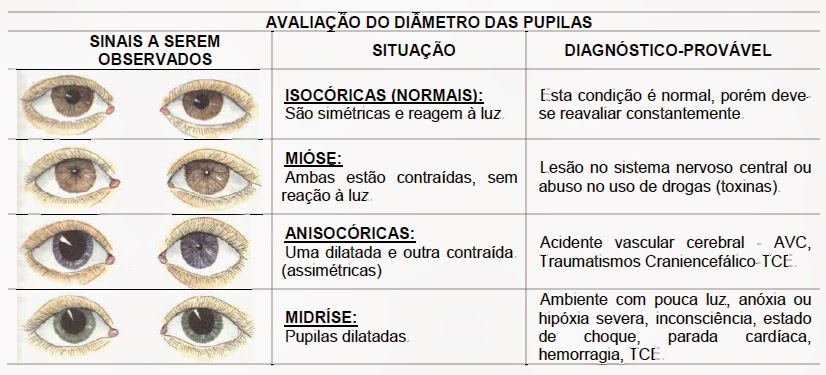 AVALIAÇÃO DO DIÂMETRO DAS PUPILAS
SINAIS A SEREM
OBSERVADOS
SITUAÇÃO
DIAGNÓSTICO-PROVÁVEL
ISOCÓRICAS (NORMAIS):
São simétricas e reagem à luz.
Esta condição é normal, porém deve-
se reavaliar constantemente.
MIÓSE:
Ambas estão contraídas, sem
reação à luz.
Lesão no sistema nervoso central ou
abuso no uso de drogas (toxinas).
ANISOCÓRICAS:
Uma dilatada e outra contraída.
(assimétricas)
Acidente vascular cerebral - AVC,
Traumatismos Craniencefálico-TCE.
MIDRÍSE:
Pupilas dilatadas.
Ambiente com pouca luz, anóxia ou
hipóxia severa, inconsciência, estado
de choque, parada cardíaca,
hemorragia, TCE.